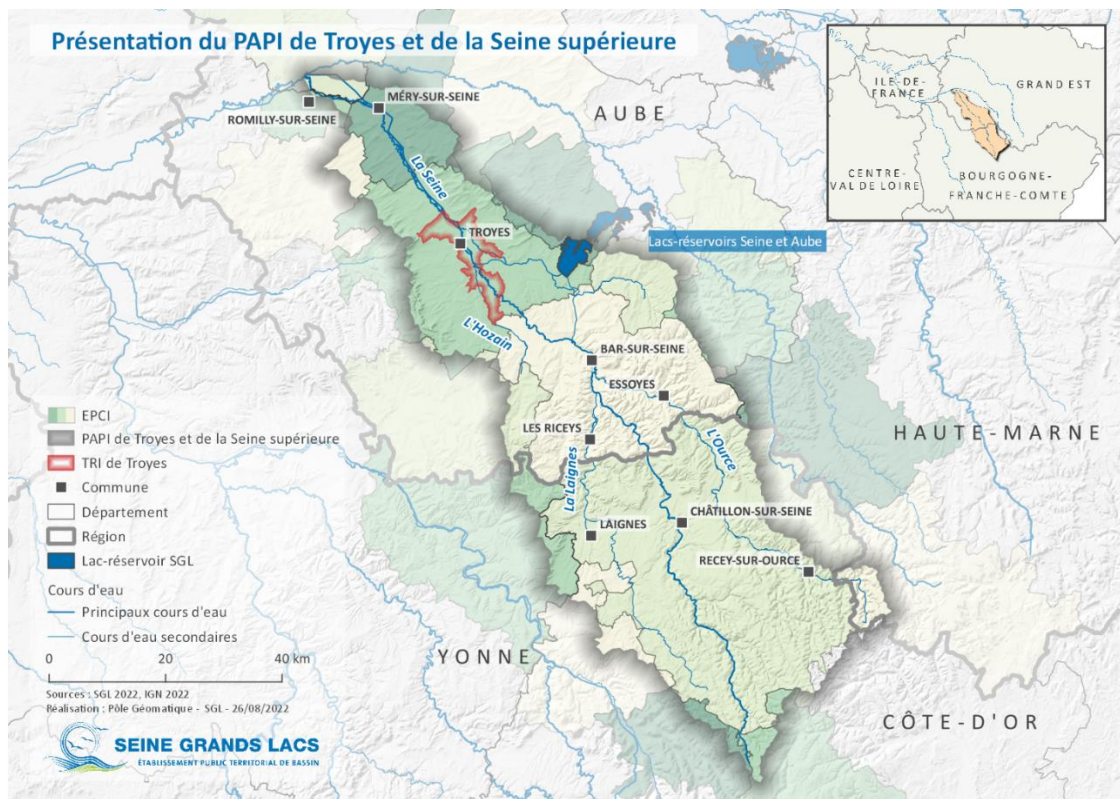 Présentation du PAPI de Troyes et de la Seine supérieure
ILE-DE-
FRANCE
GRAND EST
CENTRE-
VAL DE LOIRE
BOURGOGNE-
FRANCHE-COMTE
ROMILLY-SUR-SEINE
MÉRY-SUR-SEINE
AUBE
La Seine
TROYES
Lacs-réservoirs Seine et Aube
L'Hozain
BAR-SUR-SEINE
ESSOYES
LES RICEYS
L'Ource
La Laignes
HAUTE-MARNE
LAIGNES
CHÂTILLON-SUR-SEINE
RECEY-SUR-OURCE
YONNE
CÔTE-D'OR
EPCI
PAPI de Troyes et de la Seine supérieure
TRI de Troyes
Commune
Département
Région
Lac-réservoir SGL
Cours d'eau
Principaux cours d'eau
Cours d'eau secondaires
0 20 40 km
Sources : SGL 2022, IGN 2022
Réalisation : Pôle Géomatique - SGL - 26/08/2022
SEINE GRANDS LACS
ÉTABLISSEMENT PUBLIC TERRITORIAL DE BASSIN